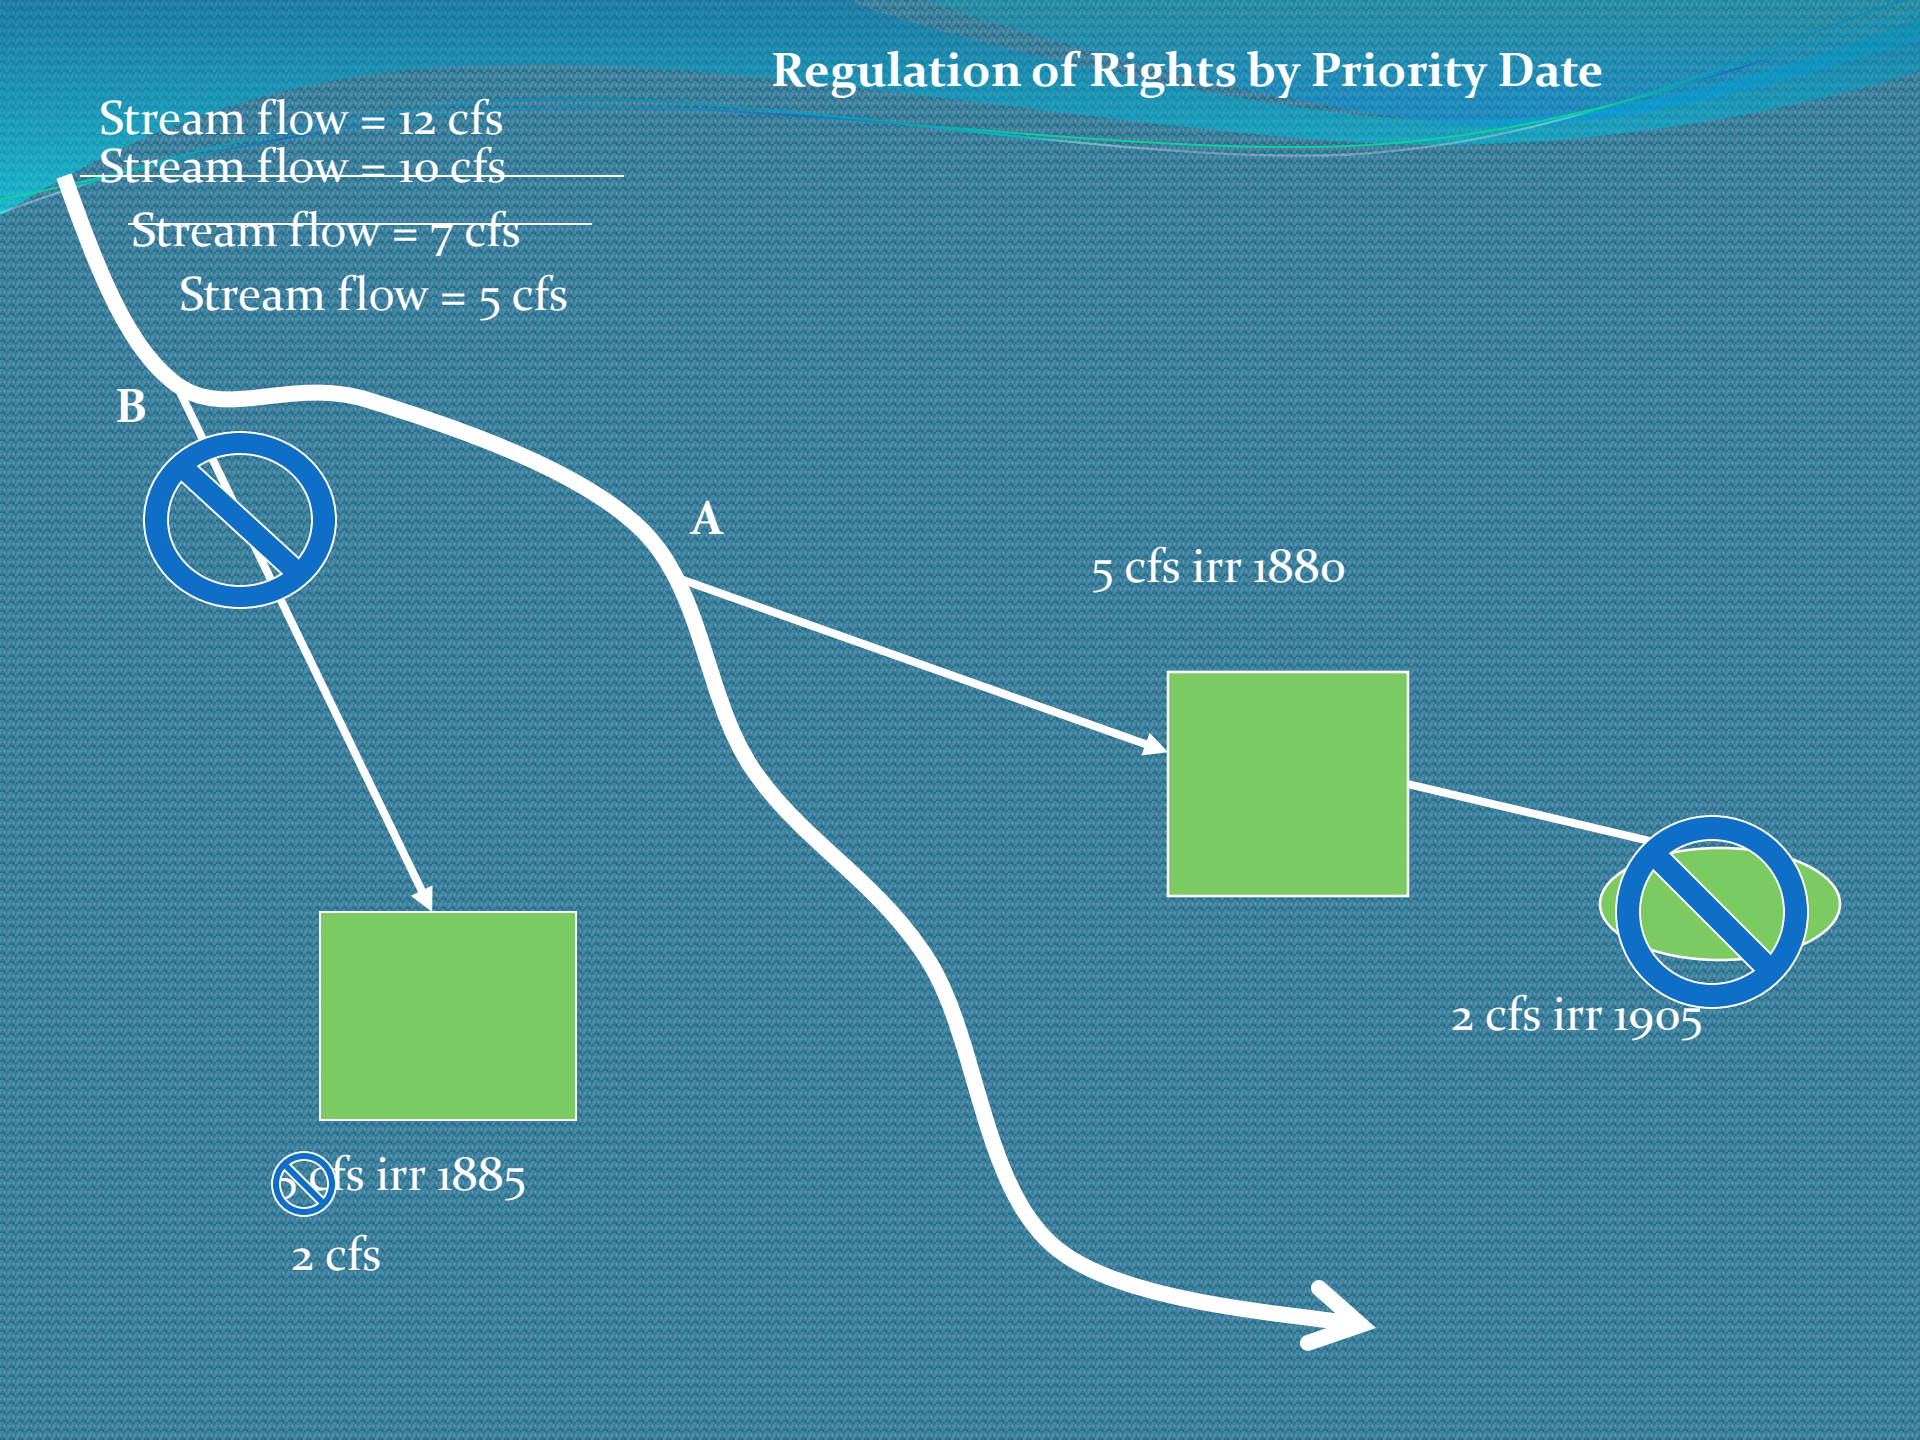 Regulation of Rights by Priority Date
Stream flow = 12 cfs
Stream flow = 10 cfs
Stream flow = 7 cfs
Stream flow = 5 cfs
B
A
5 cfs irr 1880
2 cfs irr 1905
cfs irr 1885
2 cfs